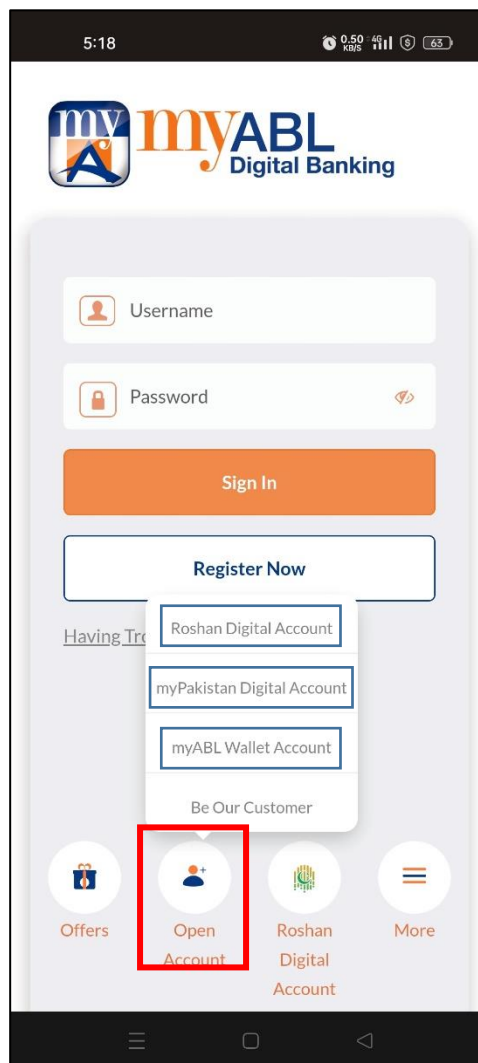 5:18
0.50 KB/S 4G 63
my A myABL
Digital Banking
Username
Password
Sign In
Register Now
Having Tro
Roshan Digital Account
myPakistan Digital Account
myABL Wallet Account
Be Our Customer
Offers
Open Account
Roshan Digital Account
More